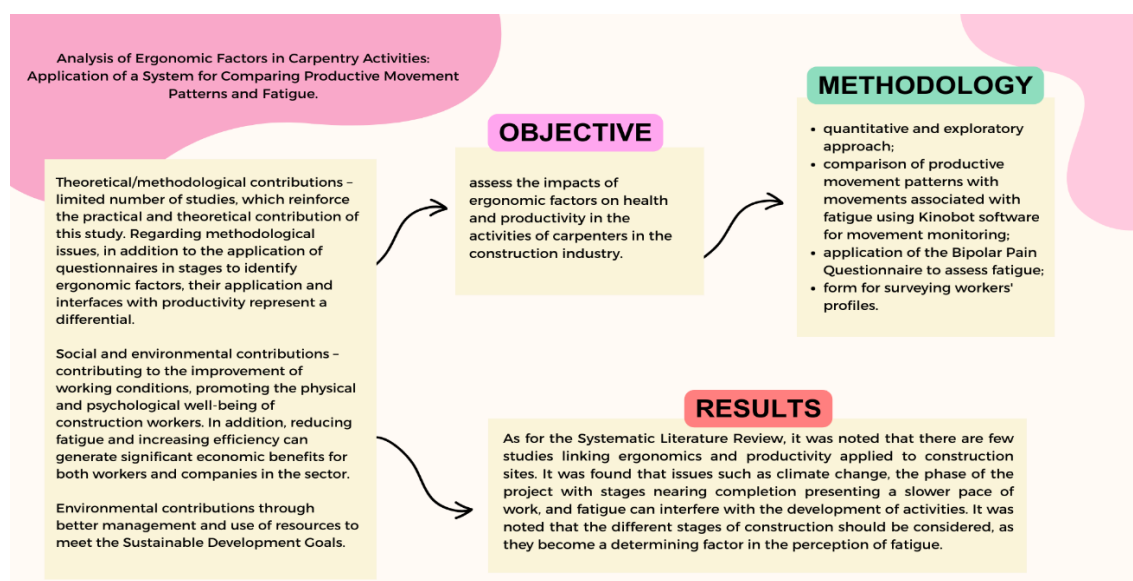 Analysis of Ergonomic Factors in Carpentry Activities:
Application of a System for Comparing Productive Movement
Patterns and Fatigue.
Theoretical/methodological contributions –
limited number of studies, which reinforce
the practical and theoretical contribution of
this study. Regarding methodological
issues, in addition to the application of
questionnaires in stages to identify
ergonomic factors, their application and
interfaces with productivity represent a
differential.
Social and environmental contributions –
contributing to the improvement of
working conditions, promoting the physical
and psychological well-being of
construction workers. In addition, reducing
fatigue and increasing efficiency can
generate significant economic benefits for
both workers and companies in the sector.
Environmental contributions through
better management and use of resources to
meet the Sustainable Development Goals.
OBJECTIVE
assess the impacts of
ergonomic factors on health
and productivity in the
activities of carpenters in the
construction industry.
METHODOLOGY
• quantitative and exploratory
approach;
• comparison of productive
movement patterns with
movements associated with
fatigue using Kinobot software
for movement monitoring;
• application of the Bipolar Pain
Questionnaire to assess fatigue;
• form for surveying workers'
profiles.
RESULTS
As for the Systematic Literature Review, it was noted that there are few
studies linking ergonomics and productivity applied to construction
sites. It was found that issues such as climate change, the phase of the
project with stages nearing completion presenting a slower pace of
work, and fatigue can interfere with the development of activities. It was
noted that the different stages of construction should be considered, as
they become a determining factor in the perception of fatigue.